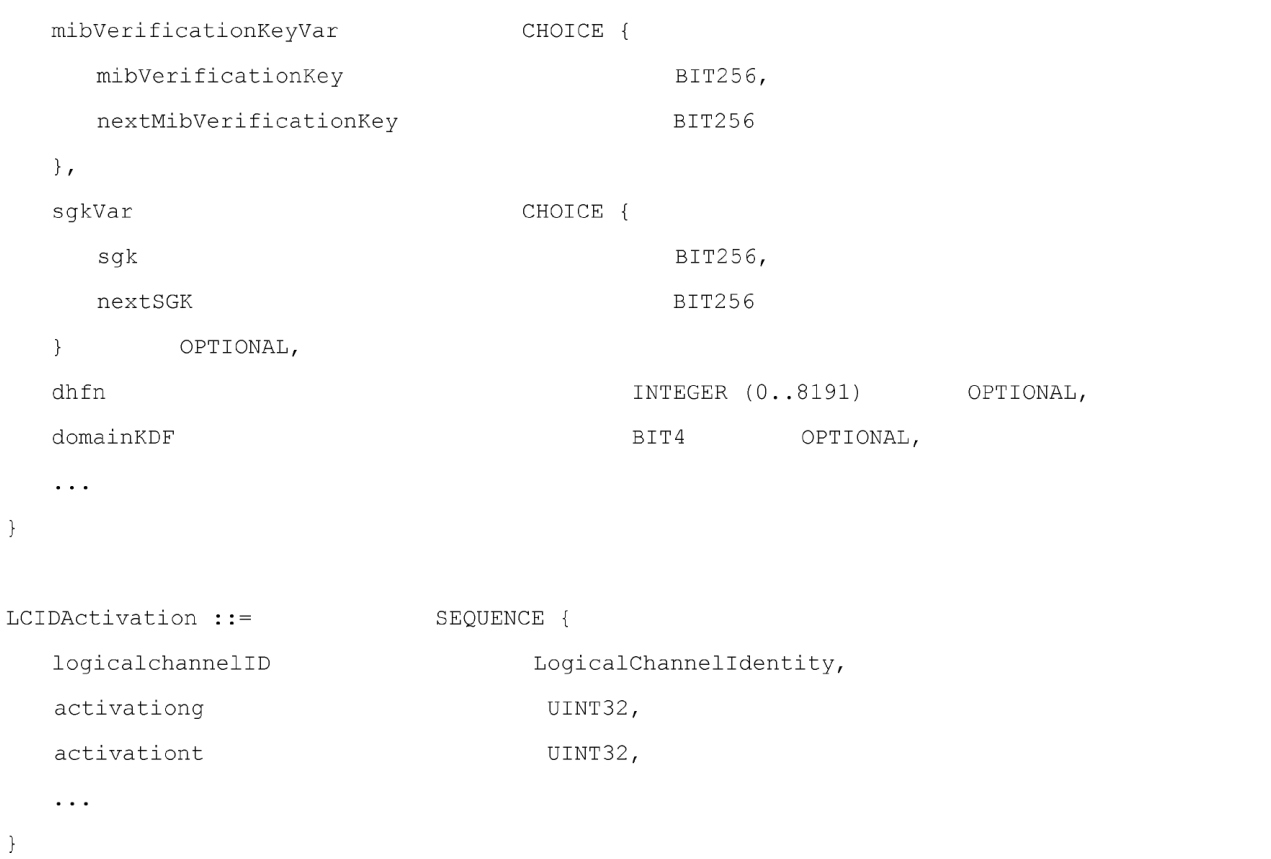 mibVerificationKeyVar CHOICE {
mibVerificationKey BIT256,
nextMibVerificationKey BIT256
},
sgkVar CHOICE {
sgk BIT256,
nextSGK BIT256
} OPTIONAL,
dhfn INTEGER (0..8191) OPTIONAL,
domainKDF BIT4 OPTIONAL,
...
}
LCIDActivation ::= SEQUENCE {
logicalchannelID LogicalChannelIdentity,
activationg UINT32,
activationt UINT32,
...
}